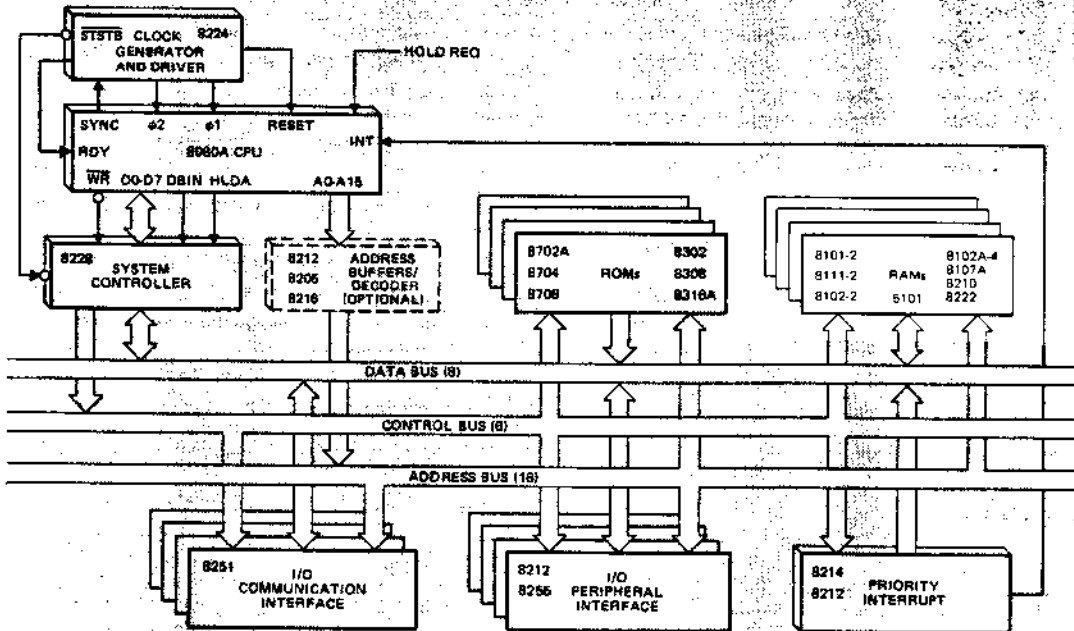 STSTB CLOCK 8224
GENERATOR
AND DRIVER
HOLD REQ
SYNC φ2 φ1 RESET
INT
RDY 8080A CPU
WR D0-D7 DBIN HLDA A0-A15
8228
SYSTEM
CONTROLLER
8212 ADDRESS
8205 BUFFERS/
DECODER
8216 (OPTIONAL)
8702A 8302
8704 ROMs 8308
8708 8316A
8101-2 8102A-4
8111-2 RAMs 8107A
8210
8102-2 5101 8222
DATA BUS (8)
CONTROL BUS (6)
ADDRESS BUS (16)
8251 I/O
COMMUNICATION
INTERFACE
8212 I/O
8255 PERIPHERAL
INTERFACE
8214 PRIORITY
8212 INTERRUPT